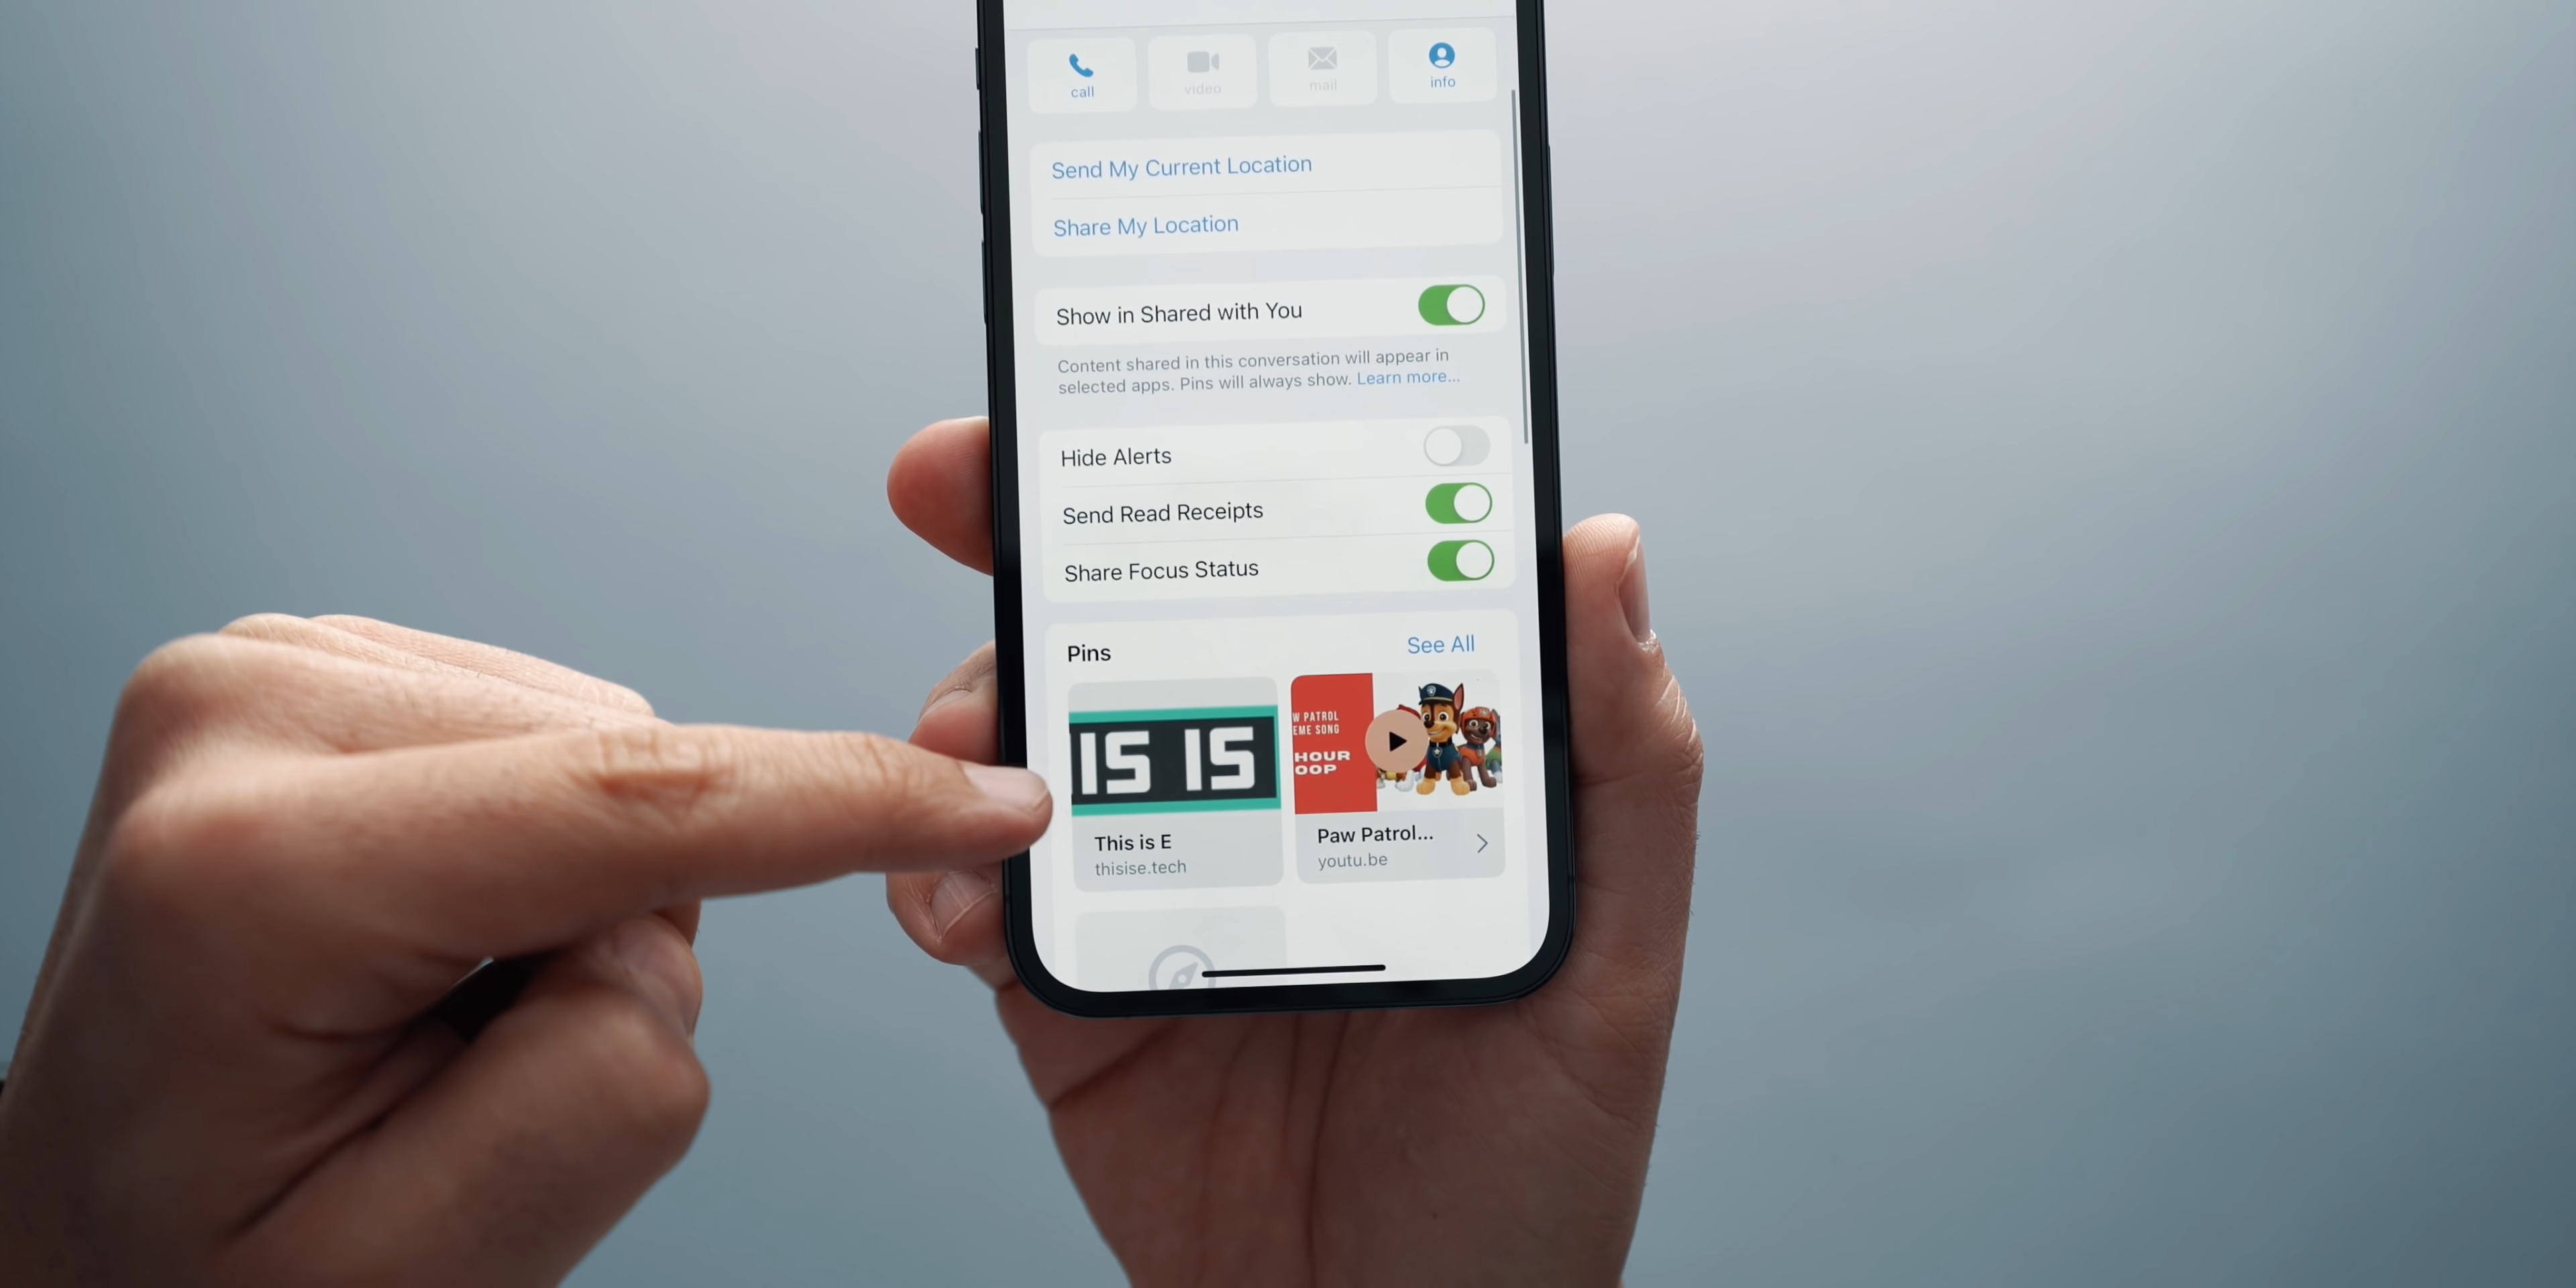 call
video
mail
info
Send My Current Location
Share My Location
Show in Shared with You
Content shared in this conversation will appear in
selected apps. Pins will always show. Learn more...
Hide Alerts
Send Read Receipts
Share Focus Status
Pins
See All
IS IS
This is E
thisise.tech
W PATROL
EME SONG
HOUR
OOP
Paw Patrol...
youtu.be